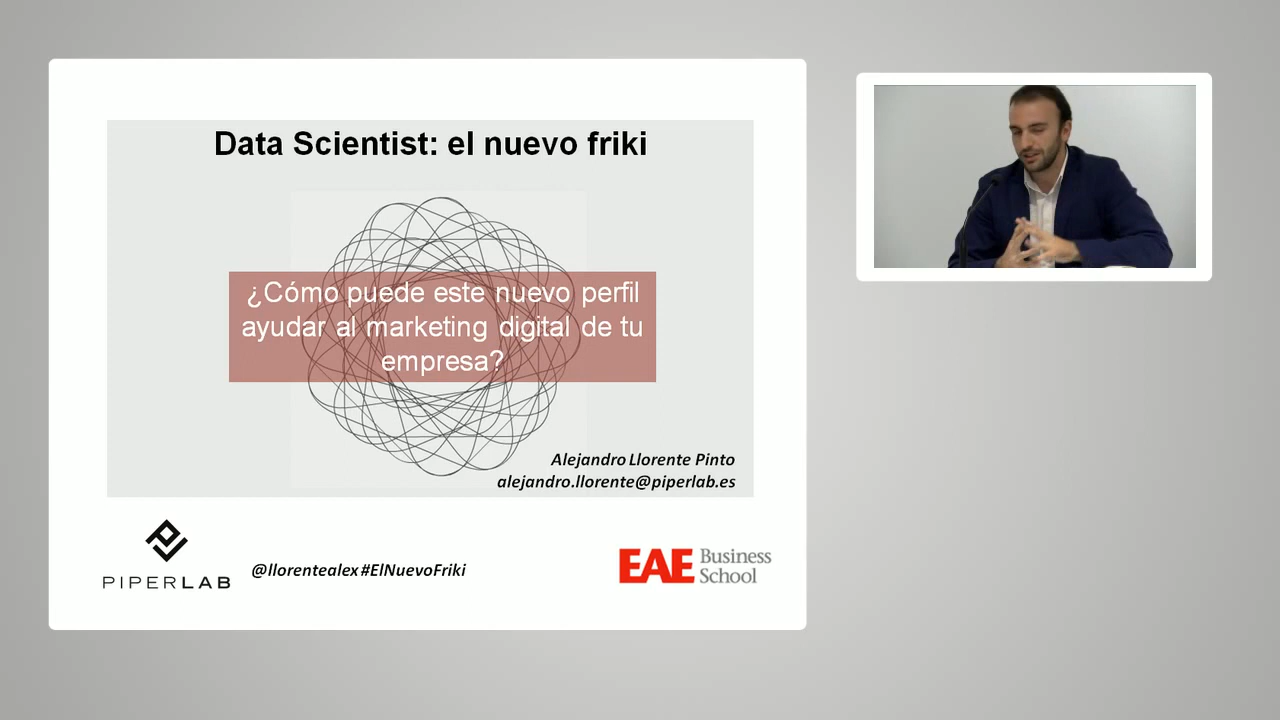 Data Scientist: el nuevo friki
¿Cómo puede este nuevo perfil
ayudar al marketing digital de tu
empresa?
Alejandro Llorente Pinto
alejandro.llorente@piperlab.es
PIPERLAB
@llorentealex #ElNuevoFriki
EAE Business
School